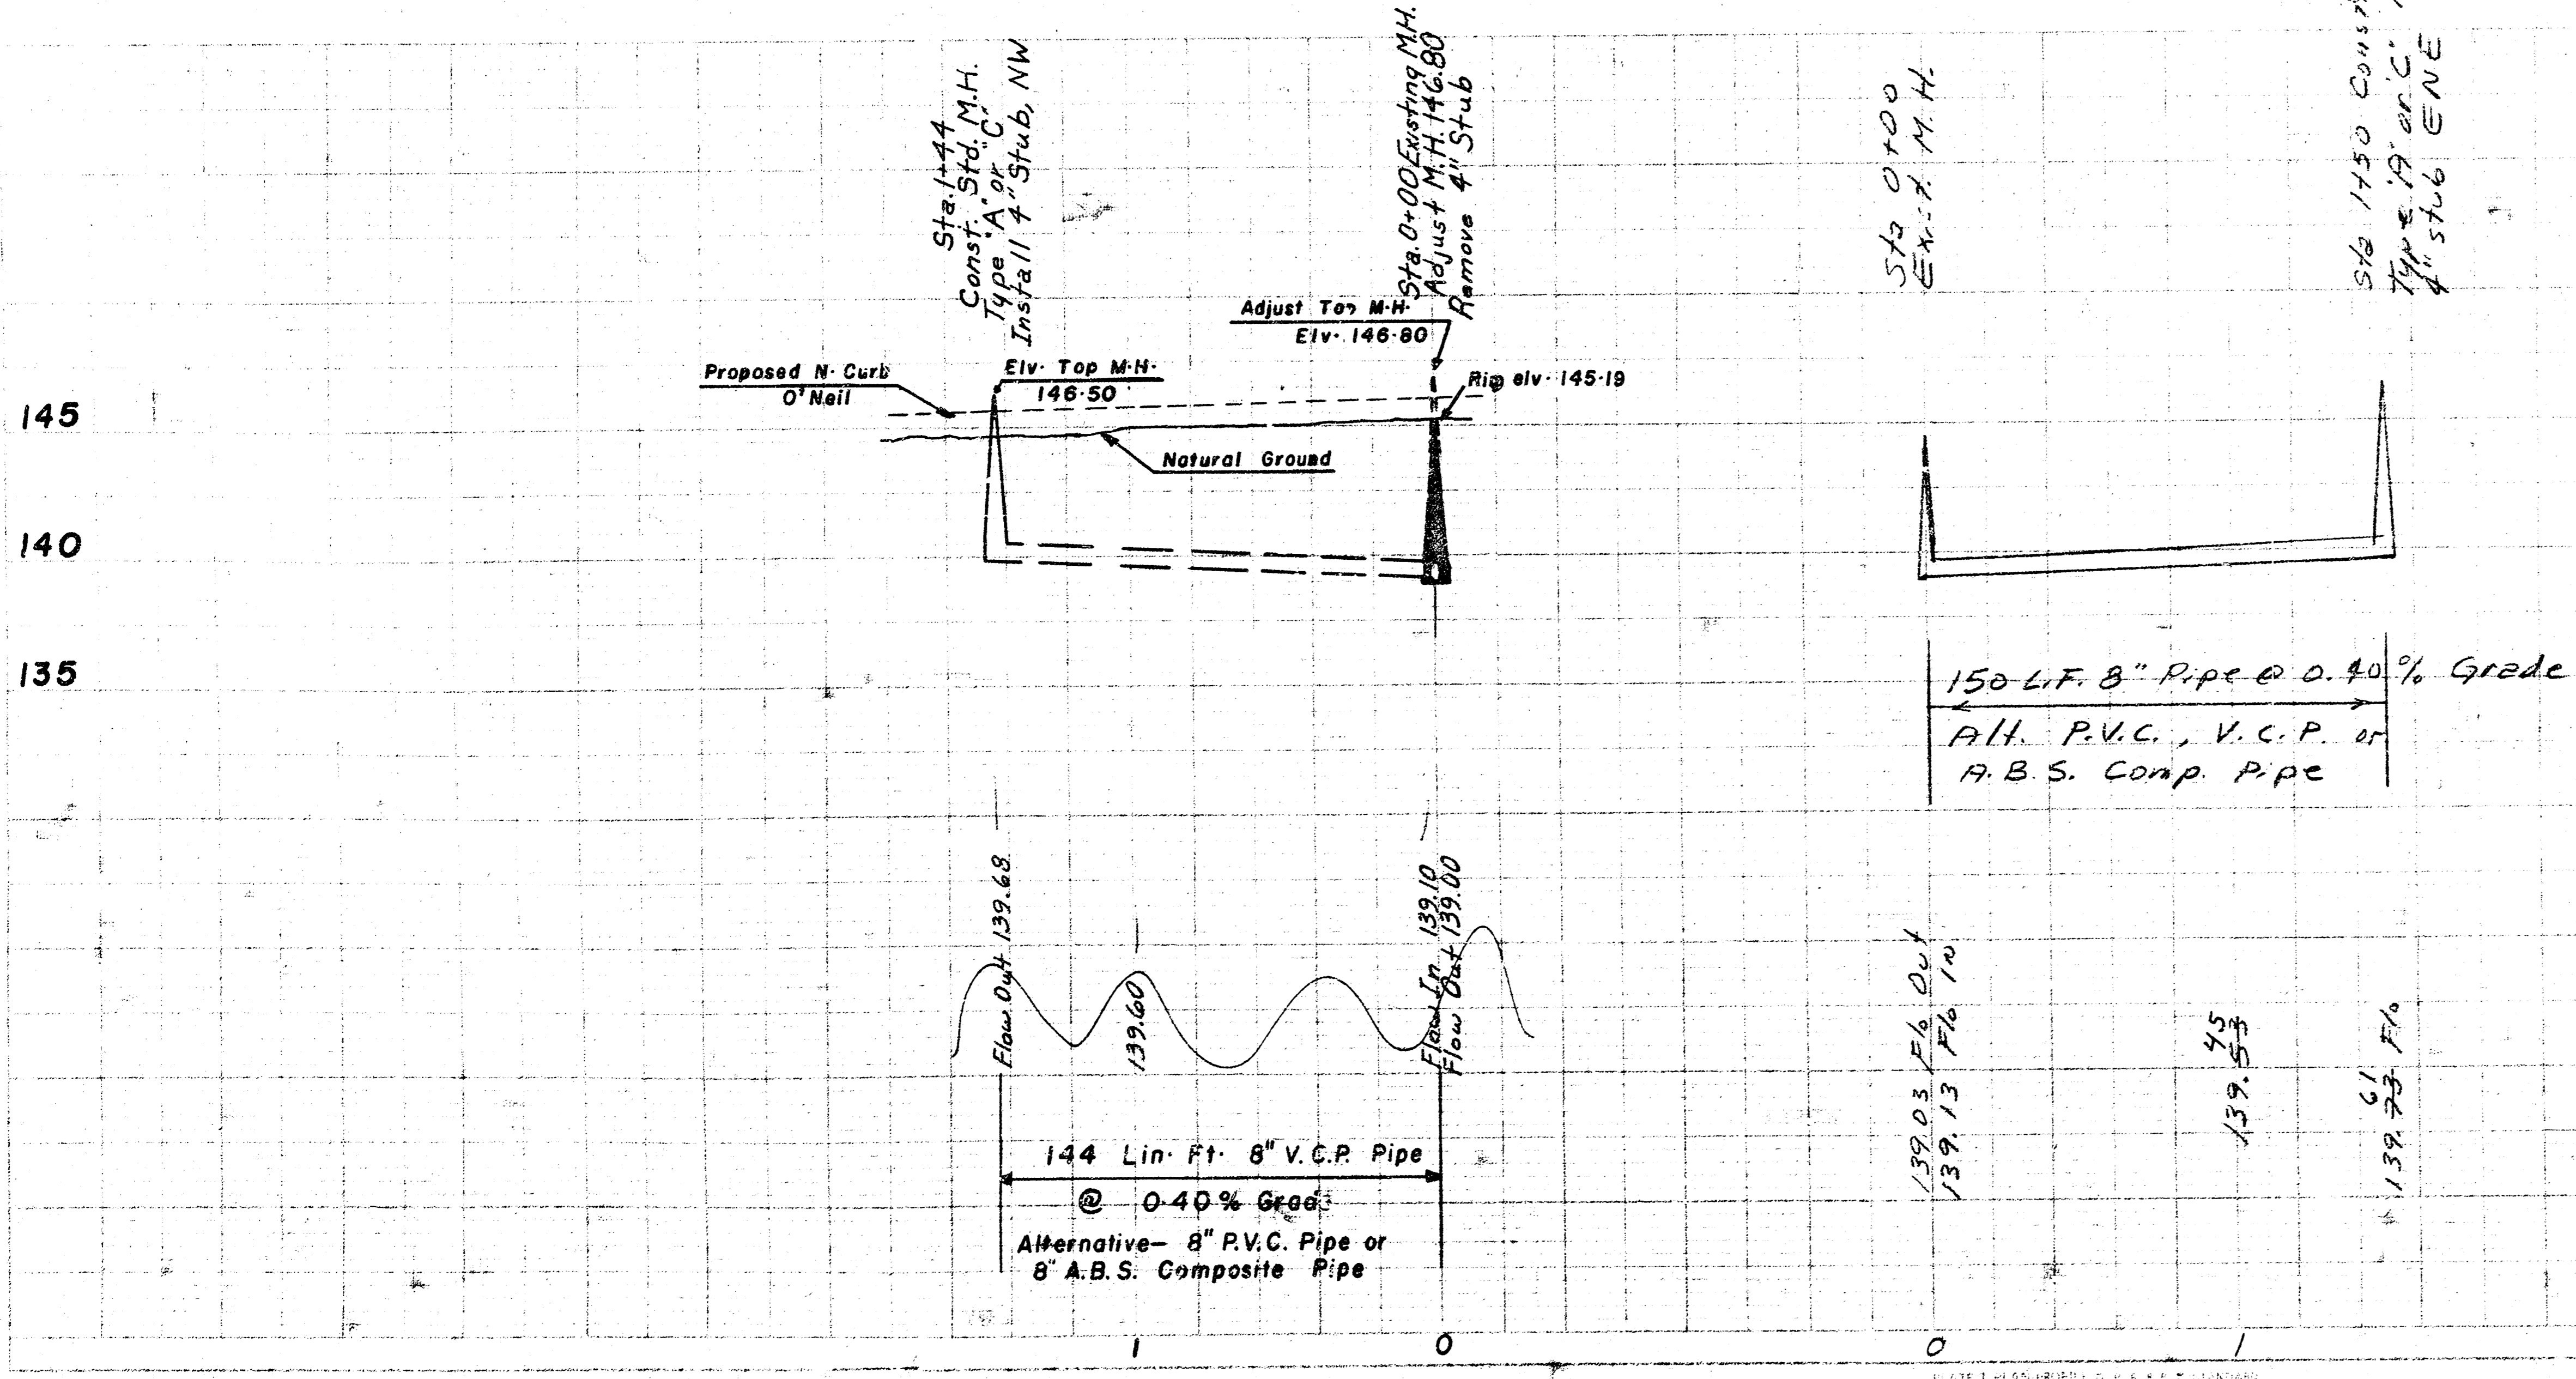 Sta. 1+44
Const. Std. M.H.
Type "A" or "C"
Install 4" Stub, NW
Sta. 0+00 Existing M.H.
Adjust M.H. 146.80
Remove 4" Stub
Sta 0+00
Exist M.H.
Sta 1+50
Type "A" or "C"
4" stub ENE
Adjust Top M.H.
Elv. 146.80
Proposed N. Curb
O'Neil
Elv. Top M.H.
146.50
Rim elv. 145.19
Natural Ground
145
140
135
150 L.F. 8" Pipe @ 0.40% Grade
Alt. P.V.C., V.C.P. or
A.B.S. Comp. Pipe
Flow Out 139.68
139.60
Flow In 139.10
Flow Out 139.00
139.03 Flo Out
139.13 Flo IN
45
139.53
61
139.73 Flo
144 Lin. Ft. 8" V.C.P. Pipe
@ 0.40% Grade
Alternative- 8" P.V.C. Pipe or
8" A.B.S. Composite Pipe
1 0 0 1